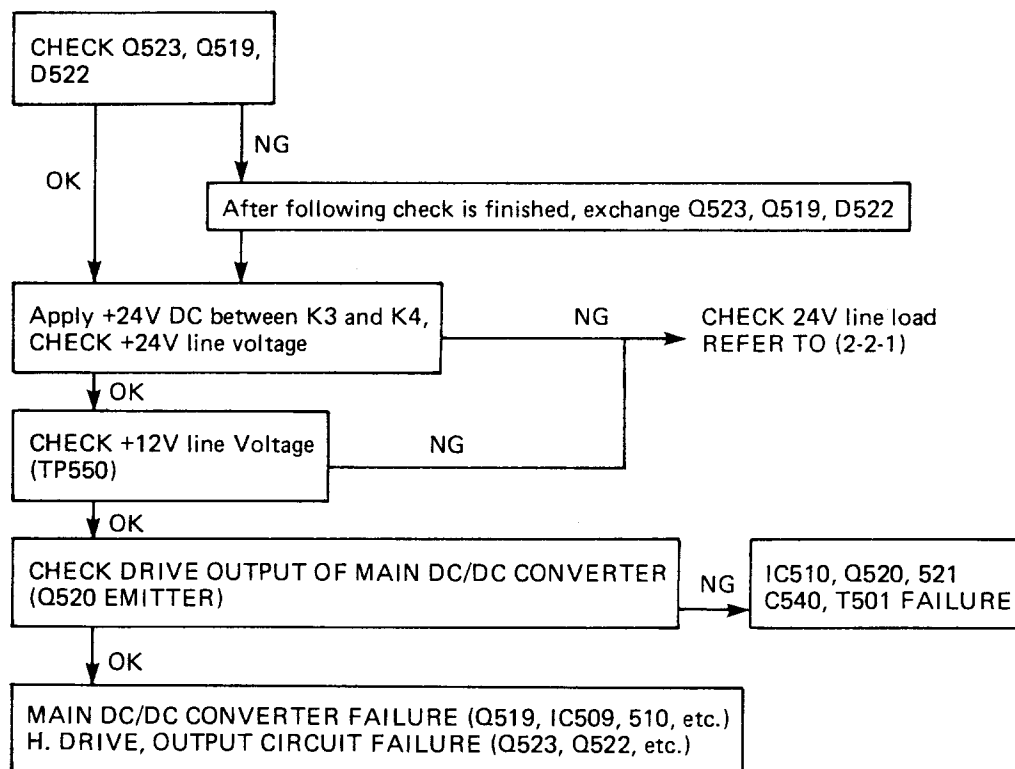 CHECK Q523, Q519,
D522
NG
OK
After following check is finished, exchange Q523, Q519, D522
Apply +24V DC between K3 and K4,
CHECK +24V line voltage
NG
CHECK 24V line load
REFER TO (2-2-1)
OK
CHECK +12V line Voltage
(TP550)
NG
OK
CHECK DRIVE OUTPUT OF MAIN DC/DC CONVERTER
(Q520 EMITTER)
NG
IC510, Q520, 521
C540, T501 FAILURE
OK
MAIN DC/DC CONVERTER FAILURE (Q519, IC509, 510, etc.)
H. DRIVE, OUTPUT CIRCUIT FAILURE (Q523, Q522, etc.)